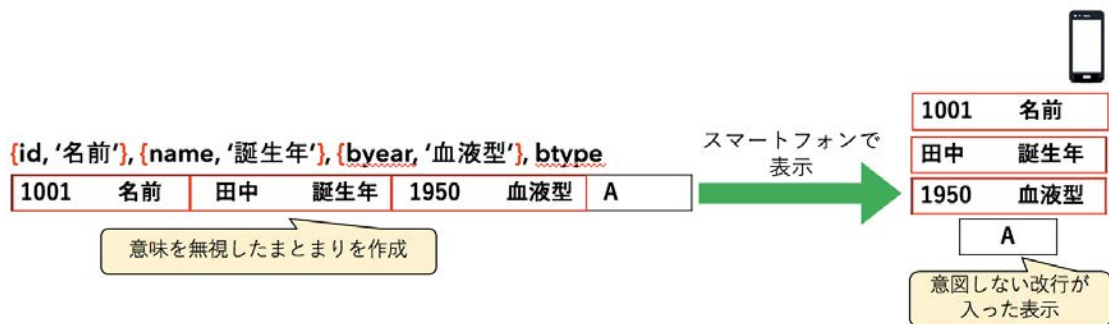 {id, ‘名前’}, {name, ‘誕生年’}, {byear, ‘血液型’}, btype
1001 名前 田中 誕生年 1950 血液型 A
意味を無視したまとまりを作成
スマートフォンで
表示
1001 名前
田中 誕生年
1950 血液型
A
意図しない改行が
入った表示